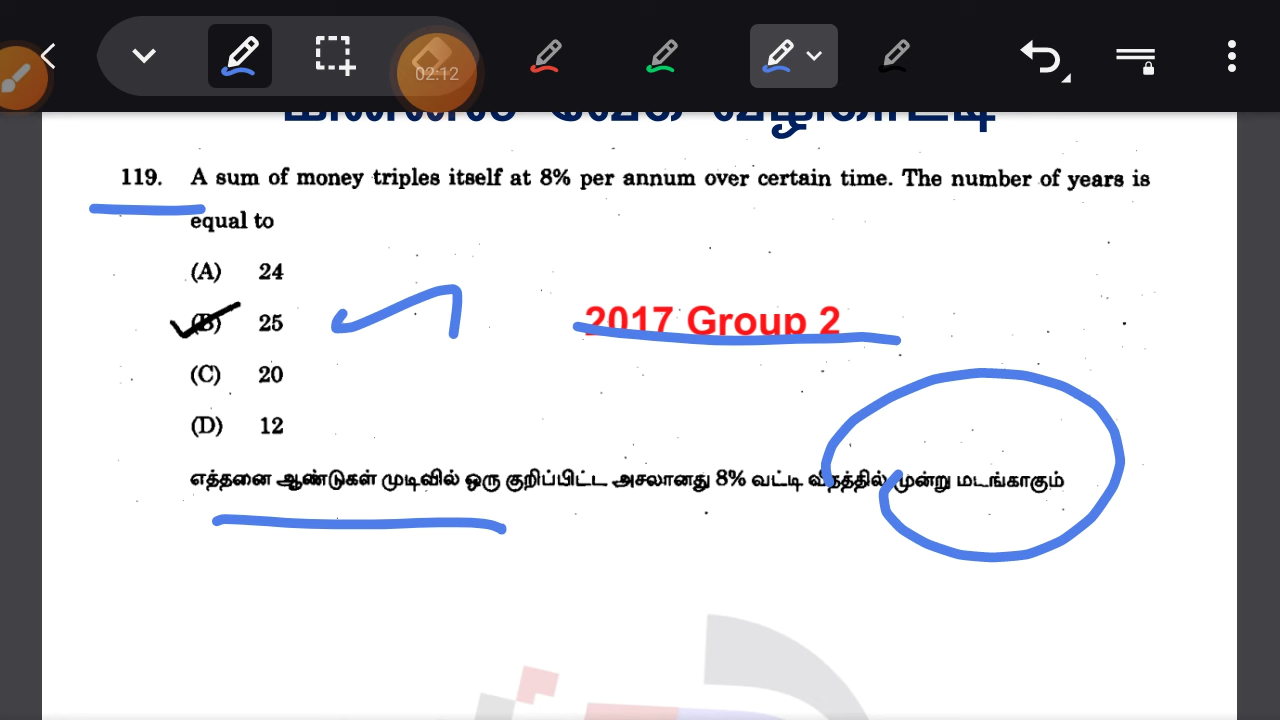 02:12
119. A sum of money triples itself at 8% per annum over certain time. The number of years is
equal to
(A) 24
(B) 25
2017 Group 2
(C) 20
(D) 12
எத்தனை ஆண்டுகள் முடிவில் ஒரு குறிப்பிட்ட அசலானது 8% வட்டி வீதத்தில் மூன்று மடங்காகும்